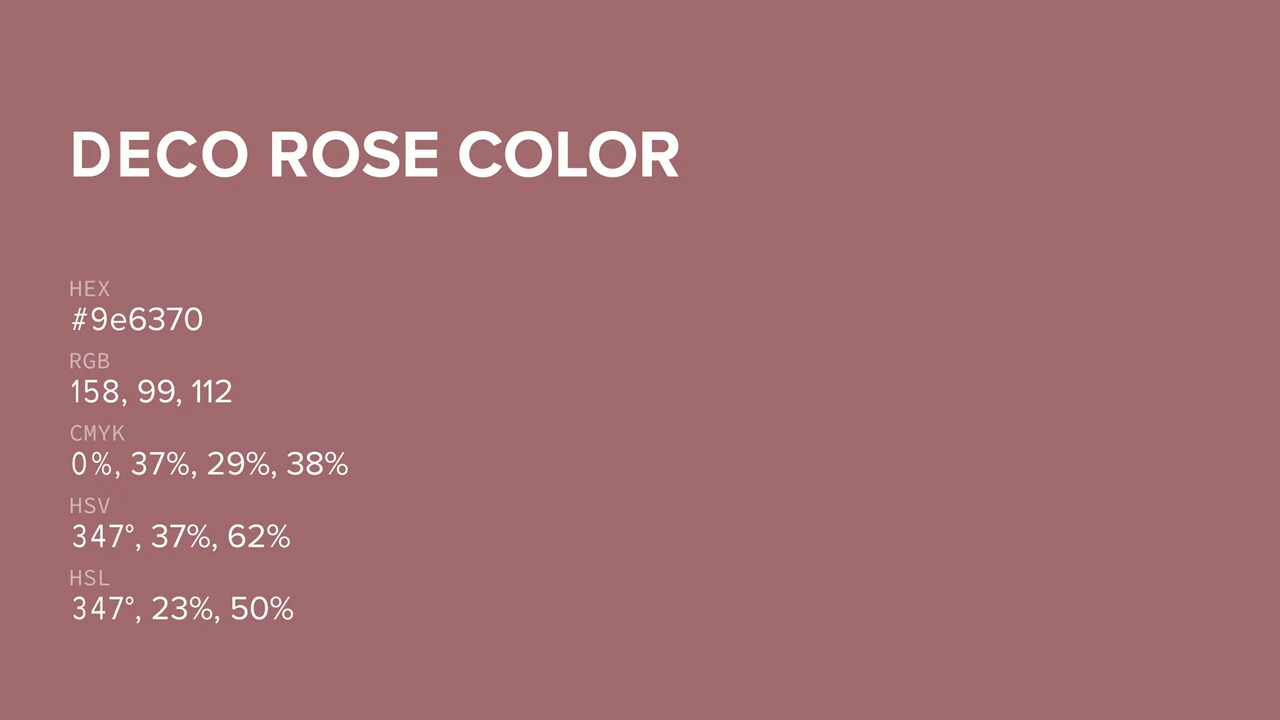 DECO ROSE COLOR
HEX
#9e6370
RGB
158, 99, 112
CMYK
0%, 37%, 29%, 38%
HSV
347°, 37%, 62%
HSL
347°, 23%, 50%